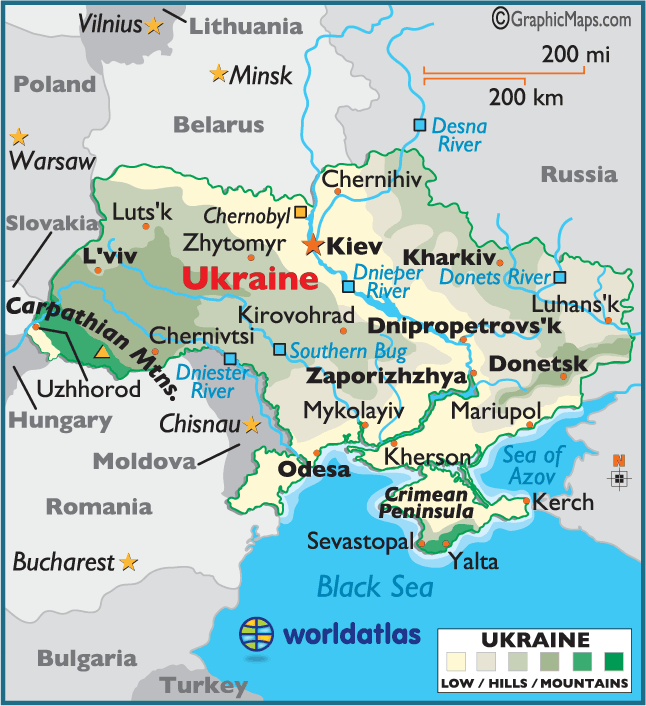 ©GraphicMaps.com
Vilnius
Lithuania
200 mi
200 km
Poland
Minsk
Belarus
Desna
River
Warsaw
Russia
Chernihiv
Slovakia
Luts'k
Chernobyl
Zhytomyr
Kiev
L'viv
Kharkiv
Ukraine
Dnieper
River
Donets River
Carpathian Mtns.
Kirovohrad
Luhans'k
Chernivtsi
Dnipropetrovs'k
Southern Bug
Donetsk
Dniester
River
Zaporizhzhya
Uzhhorod
Hungary
Mykolayiv
Mariupol
Chisnau
Moldova
Kherson
Sea of
Azov
N
Odesa
Crimean
Peninsula
Kerch
Romania
Sevastopal
Yalta
Bucharest
Black Sea
worldatlas
UKRAINE
LOW / HILLS / MOUNTAINS
Bulgaria
Turkey